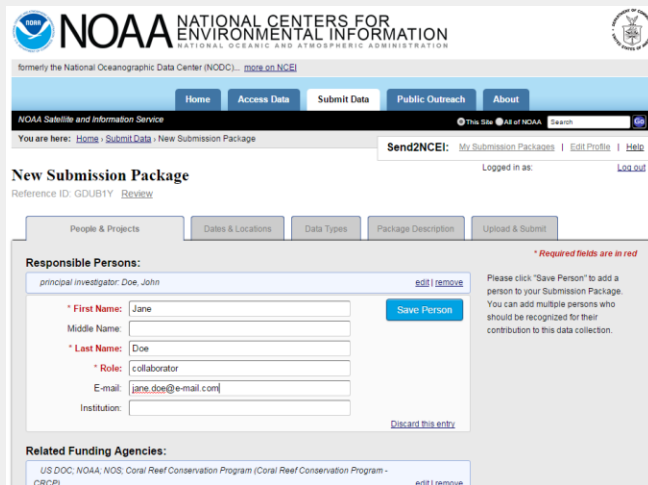 NOAA
NOAA NATIONAL CENTERS FOR
ENVIRONMENTAL INFORMATION
NATIONAL OCEANIC AND ATMOSPHERIC ADMINISTRATION
formerly the National Oceanographic Data Center (NODC)... more on NCEI
Home Access Data Submit Data Public Outreach About
NOAA Satellite and Information Service This Site All of NOAA Search Go
You are here: Home › Submit Data › New Submission Package
Send2NCEI: My Submission Packages | Edit Profile | Help
Logged in as: Log out
New Submission Package
Reference ID: GDUB1Y Review
People & Projects Dates & Locations Data Types Package Description Upload & Submit
* Required fields are in red
Responsible Persons:
principal investigator: Doe, John edit | remove
* First Name: Jane Save Person
Middle Name:
* Last Name: Doe
* Role: collaborator
E-mail: jane.doe@e-mail.com
Institution:
Discard this entry
Please click "Save Person" to add a
person to your Submission Package.
You can add multiple persons who
should be recognized for their
contribution to this data collection.
Related Funding Agencies:
US DOC; NOAA; NOS; Coral Reef Conservation Program (Coral Reef Conservation Program -
CRCP) edit | remove